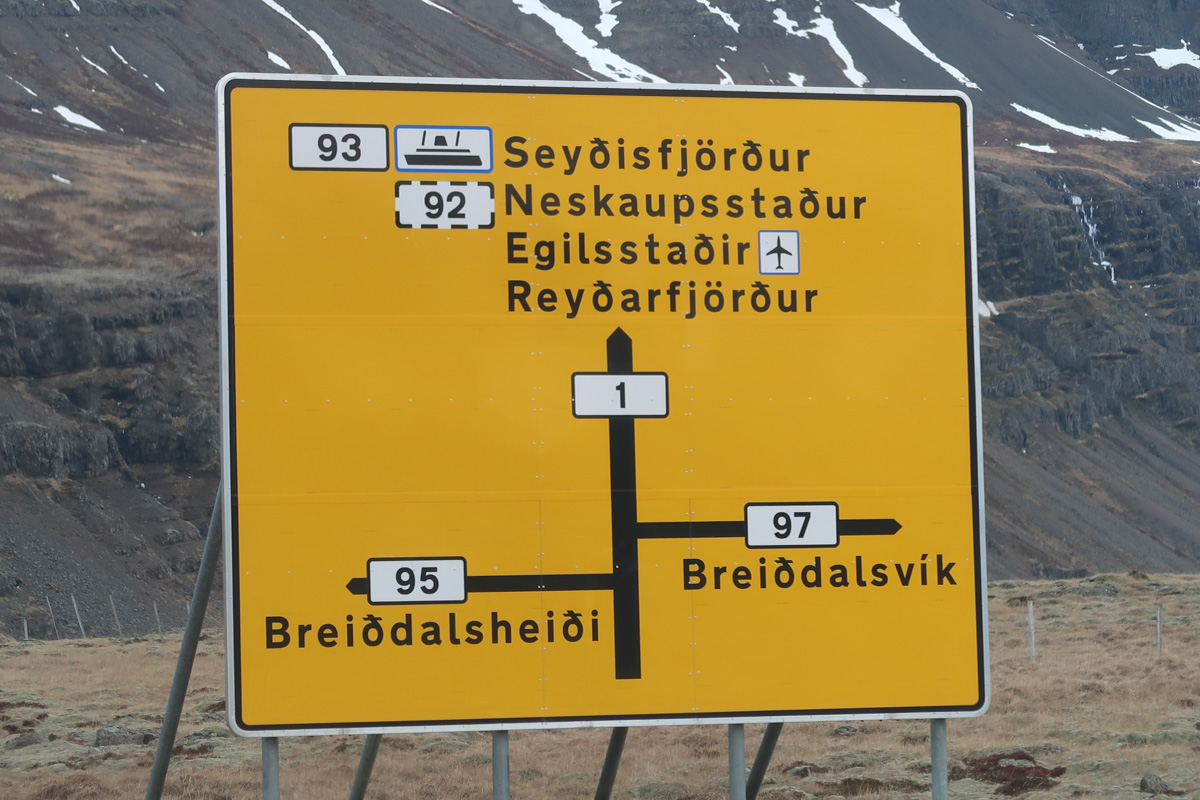 93 Seyðisfjörður
92 Neskaupsstaður
Egilsstaðir
Reyðarfjörður
1
97
Breiðdalsvík
95
Breiðdalsheiði